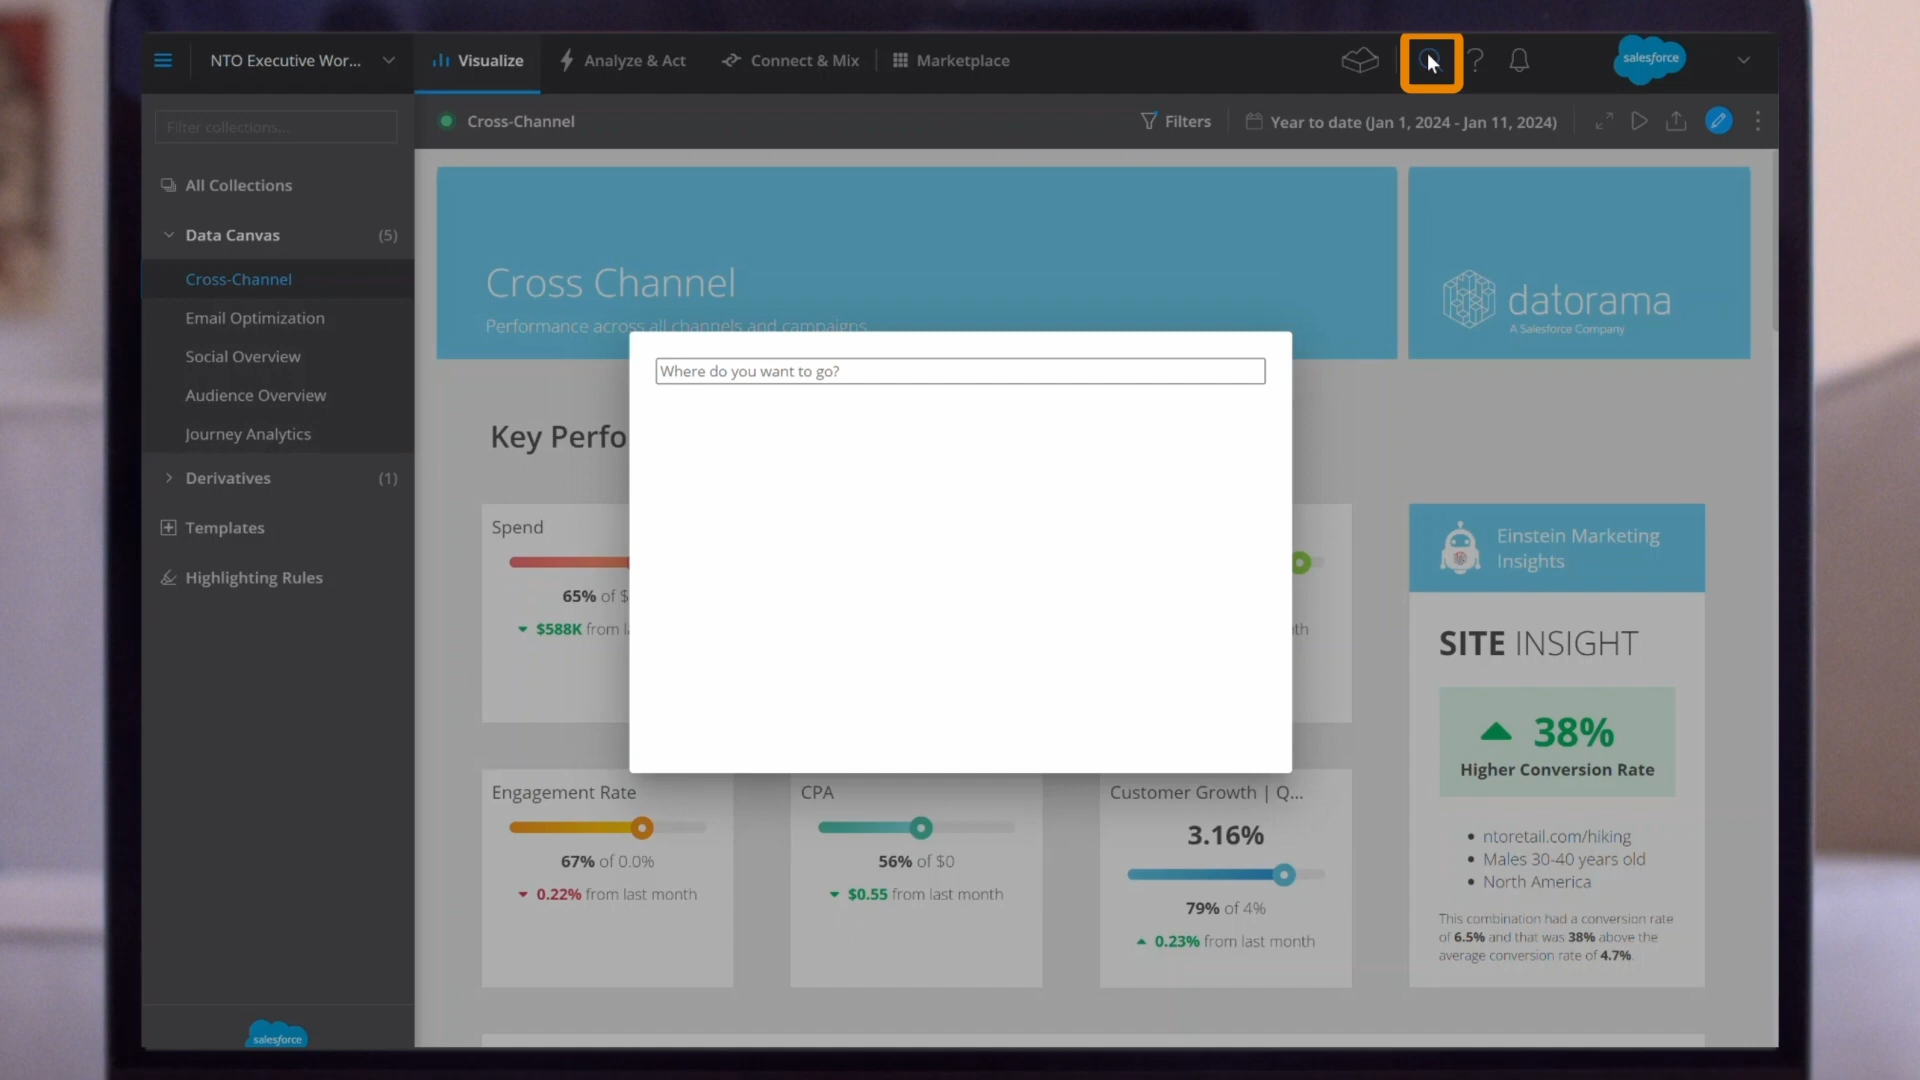 NTO Executive Wor...
Visualize
Analyze & Act
Connect & Mix
Marketplace
salesforce
Filter collections...
Cross-Channel
Filters
Year to date (Jan 1, 2024 - Jan 11, 2024)
All Collections
Data Canvas (5)
Cross-Channel
Email Optimization
Social Overview
Audience Overview
Journey Analytics
Derivatives (1)
Templates
Highlighting Rules
salesforce
Cross Channel
Performance across all channels and campaigns
datorama
A Salesforce Company
Where do you want to go?
Key Perfo
Spend
65% of $
$588K from l
th
Engagement Rate
67% of 0.0%
0.22% from last month
CPA
56% of $0
$0.55 from last month
Customer Growth | Q...
3.16%
79% of 4%
0.23% from last month
Einstein Marketing
Insights
SITE INSIGHT
38%
Higher Conversion Rate
ntoretail.com/hiking
Males 30-40 years old
North America
This combination had a conversion rate
of 6.5% and that was 38% above the
average conversion rate of 4.7%.